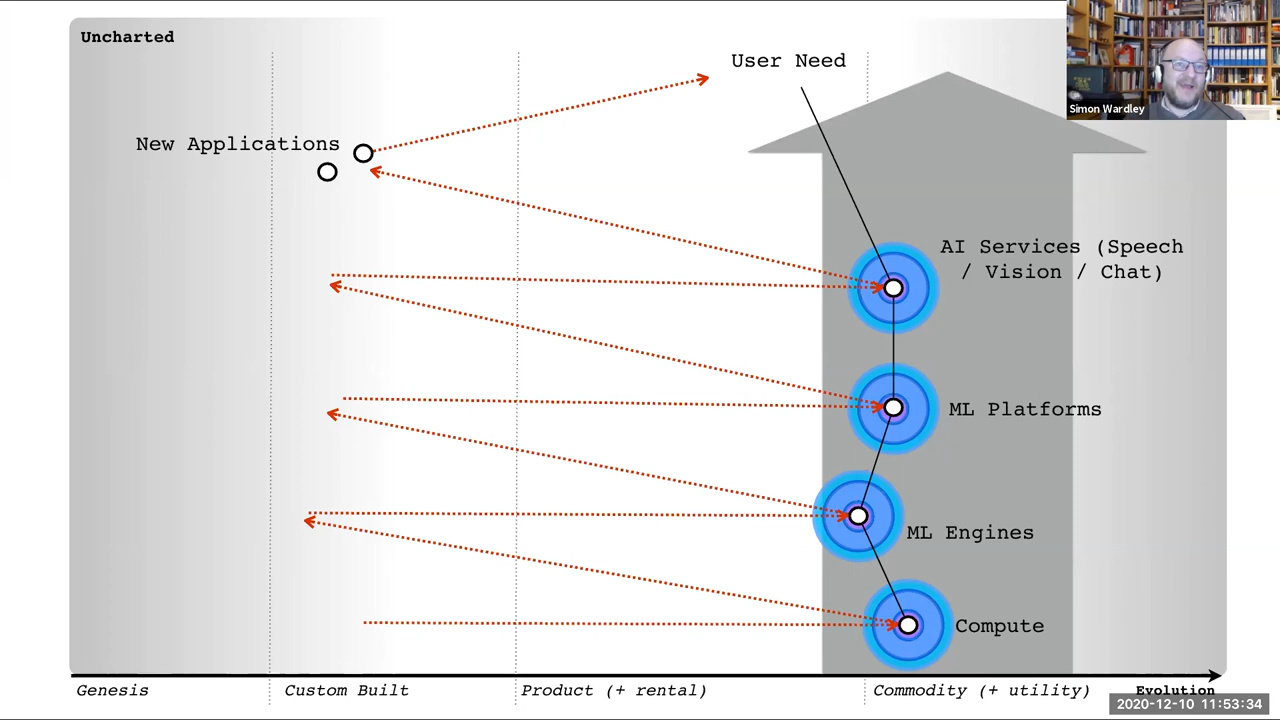 Uncharted
User Need
Simon Wardley
New Applications
AI Services (Speech
/ Vision / Chat)
ML Platforms
ML Engines
Compute
Genesis
Custom Built
Product (+ rental)
Commodity (+ utility)
Evolution
2020-12-10 11:53:34